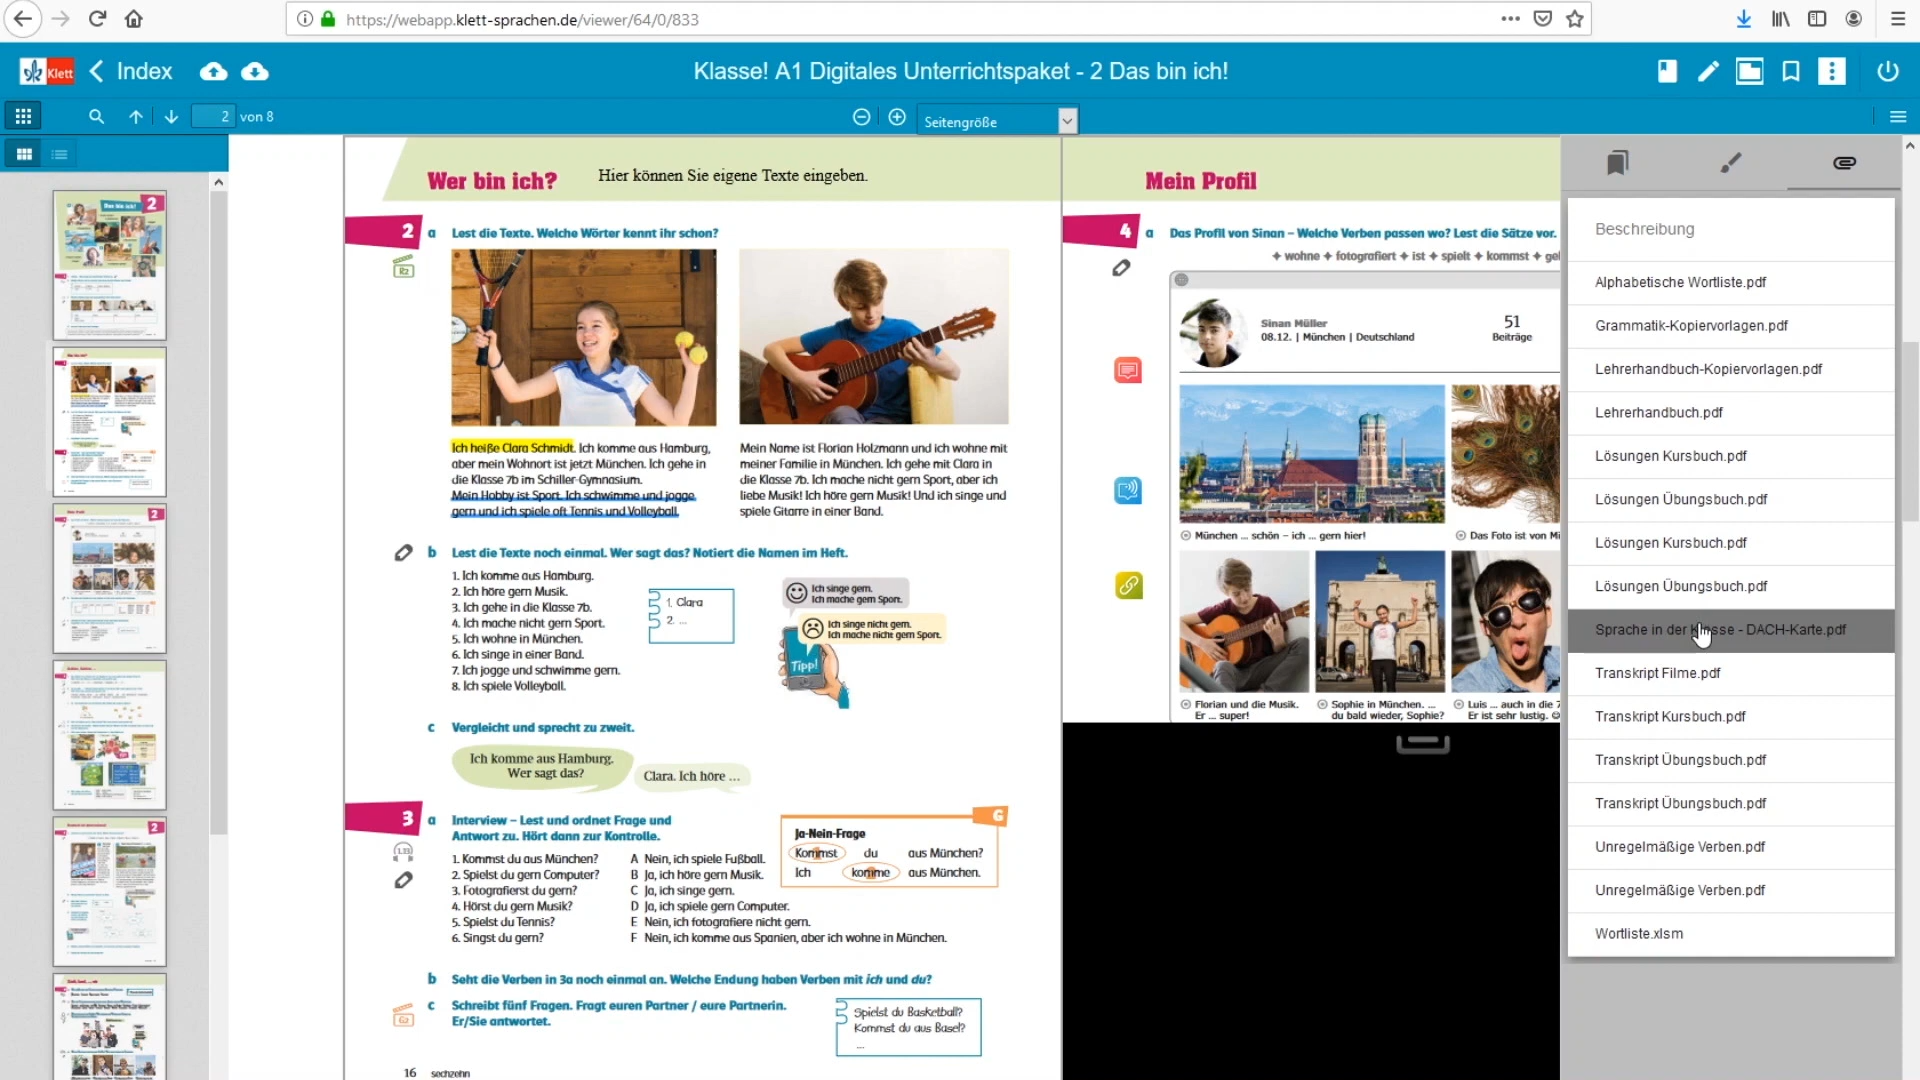 https://webapp.klett-sprachen.de/viewer/64/0/833
Klett
Index
Klasse! A1 Digitales Unterrichtspaket - 2 Das bin ich!
2 von 8
Seitengröße
Das bin ich! 2
Wer bin ich?
Hier können Sie eigene Texte eingeben.
2 a Lest die Texte. Welche Wörter kennt ihr schon?
R2
Ich heiße Clara Schmidt. Ich komme aus Hamburg,
aber mein Wohnort ist jetzt München. Ich gehe in
die Klasse 7b im Schiller-Gymnasium.
Mein Hobby ist Sport. Ich schwimme und jogge
gern und ich spiele oft Tennis und Volleyball.
Mein Name ist Florian Holzmann und ich wohne mit
meiner Familie in München. Ich gehe mit Clara in
die Klasse 7b. Ich mache nicht gern Sport, aber ich
liebe Musik! Ich höre gern Musik! Und ich singe und
spiele Gitarre in einer Band.
b Lest die Texte noch einmal. Wer sagt das? Notiert die Namen im Heft.
1. Ich komme aus Hamburg.
2. Ich höre gern Musik.
3. Ich gehe in die Klasse 7b.
4. Ich mache nicht gern Sport.
5. Ich wohne in München.
6. Ich singe in einer Band.
7. Ich jogge und schwimme gern.
8. Ich spiele Volleyball.
1. Clara
2. ...
Ich singe gern.
Ich mache gern Sport.
Ich singe nicht gern.
Ich mache nicht gern Sport.
Tipp!
c Vergleicht und sprecht zu zweit.
Ich komme aus Hamburg.
Wer sagt das?
Clara. Ich höre ...
3 a Interview – Lest und ordnet Frage und
Antwort zu. Hört dann zur Kontrolle.
1. Kommst du aus München?
2. Spielst du gern Computer?
3. Fotografierst du gern?
4. Hörst du gern Musik?
5. Spielst du Tennis?
6. Singst du gern?
A Nein, ich spiele Fußball.
B Ja, ich höre gern Musik.
C Ja, ich singe gern.
D Ja, ich spiele gern Computer.
E Nein, ich fotografiere nicht gern.
F Nein, ich komme aus Spanien, aber ich wohne in München.
G
Ja-Nein-Frage
Kommst du aus München?
Ich komme aus München.
b Seht die Verben in 3a noch einmal an. Welche Endung haben Verben mit ich und du?
c Schreibt fünf Fragen. Fragt euren Partner / eure Partnerin.
Er/Sie antwortet.
Spielst du Basketball?
Kommst du aus Basel?
...
16 sechzehn
Mein Profil
4 a Das Profil von Sinan – Welche Verben passen wo? Lest die Sätze vor.
✦ wohne ✦ fotografiert ✦ ist ✦ spielt ✦ kommst ✦
Sinan Müller
08.12. | München | Deutschland
51
Beiträge
München ... schön – ich ... gern hier!
Das Foto ist von
Florian und die Musik.
Er ... super!
Sophie in München. ...
du bald wieder, Sophie?
Luis ... auch in die
Er ist sehr lustig.
Beschreibung
Alphabetische Wortliste.pdf
Grammatik-Kopiervorlagen.pdf
Lehrerhandbuch-Kopiervorlagen.pdf
Lehrerhandbuch.pdf
Lösungen Kursbuch.pdf
Lösungen Übungsbuch.pdf
Lösungen Kursbuch.pdf
Lösungen Übungsbuch.pdf
Sprache in der Klasse - DACH-Karte.pdf
Transkript Filme.pdf
Transkript Kursbuch.pdf
Transkript Übungsbuch.pdf
Transkript Übungsbuch.pdf
Unregelmäßige Verben.pdf
Unregelmäßige Verben.pdf
Wortliste.xlsm